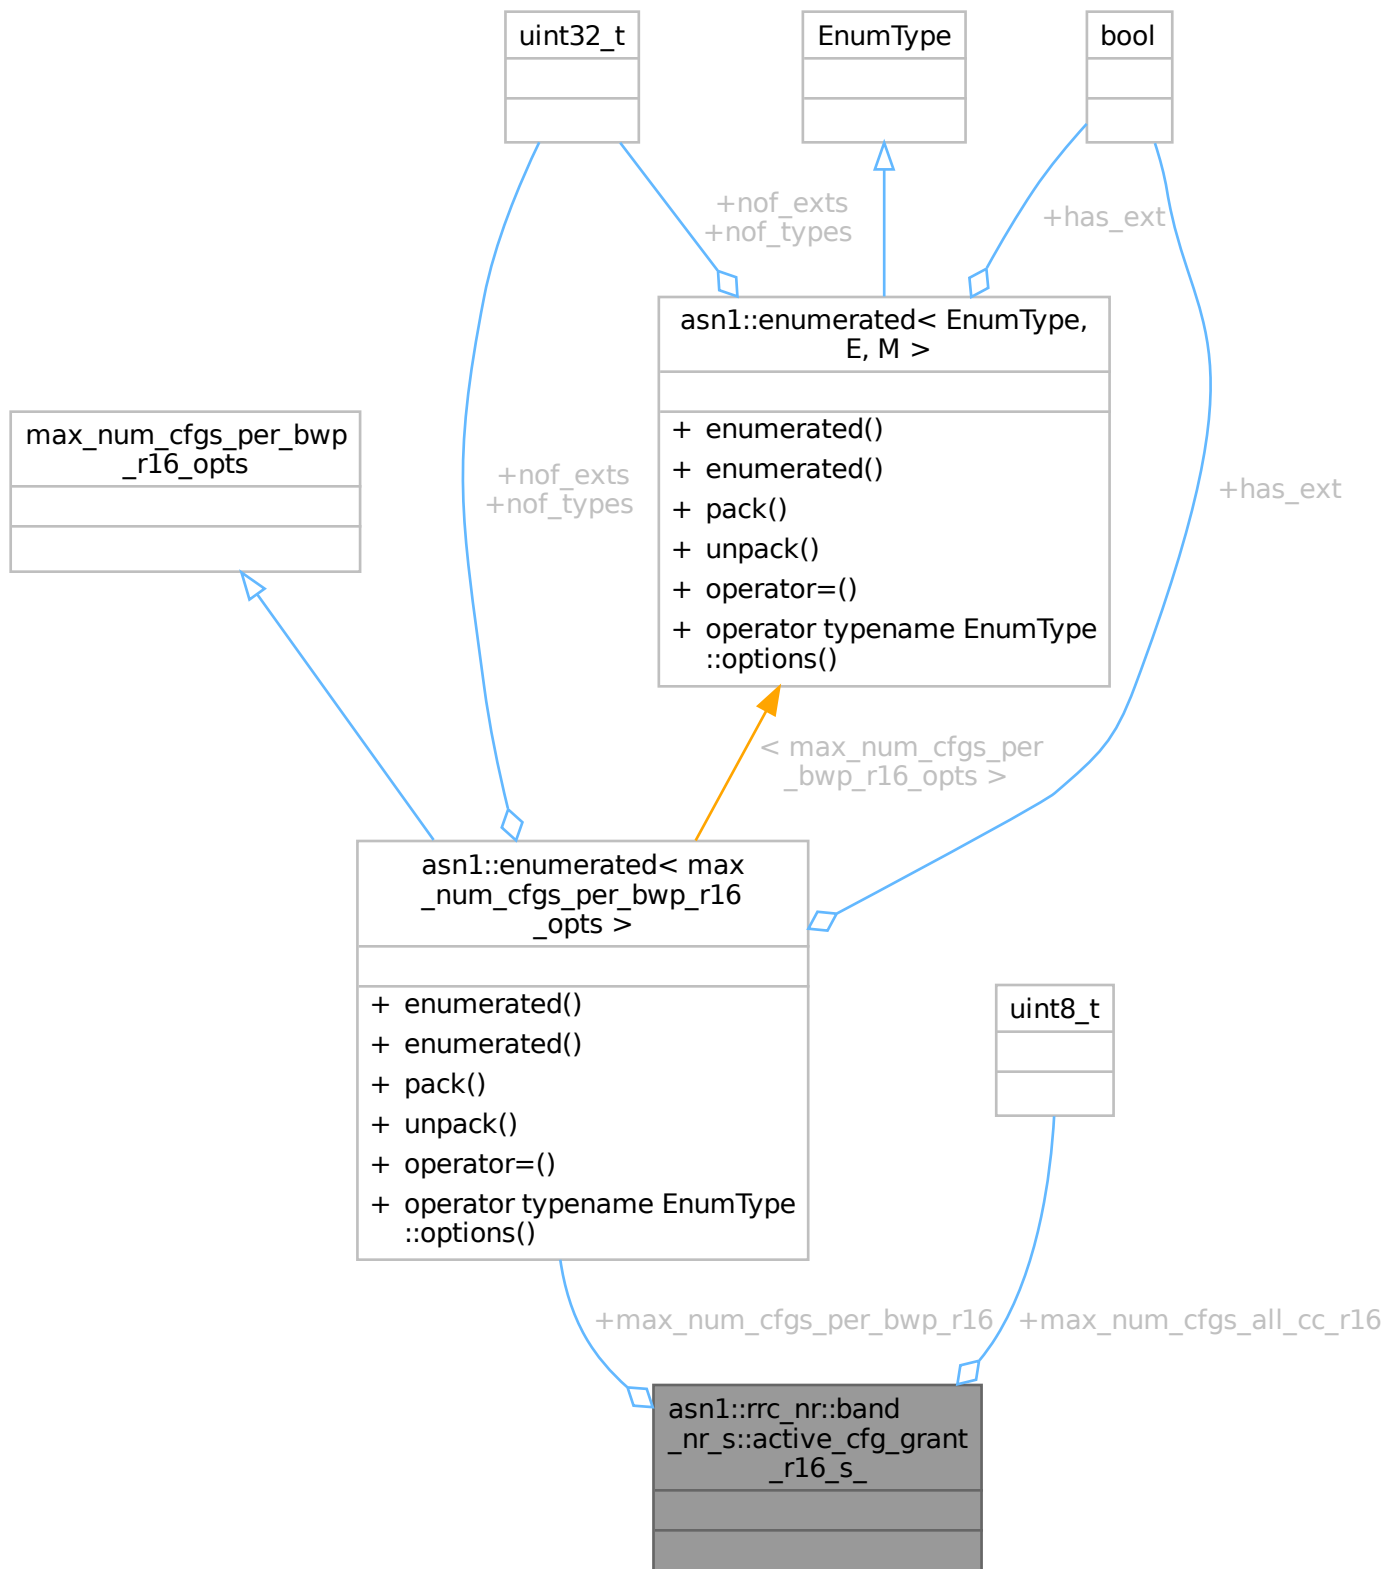 uint32_t
EnumType
bool
+nof_exts
+nof_types
+has_ext
asn1::enumerated< EnumType,
E, M >
+ enumerated()
+ enumerated()
+ pack()
+ unpack()
+ operator=()
+ operator typename EnumType
::options()
max_num_cfgs_per_bwp
_r16_opts
+nof_exts
+nof_types
+has_ext
< max_num_cfgs_per
_bwp_r16_opts >
asn1::enumerated< max
_num_cfgs_per_bwp_r16
_opts >
+ enumerated()
+ enumerated()
+ pack()
+ unpack()
+ operator=()
+ operator typename EnumType
::options()
uint8_t
+max_num_cfgs_per_bwp_r16
+max_num_cfgs_all_cc_r16
asn1::rrc_nr::band
_nr_s::active_cfg_grant
_r16_s_